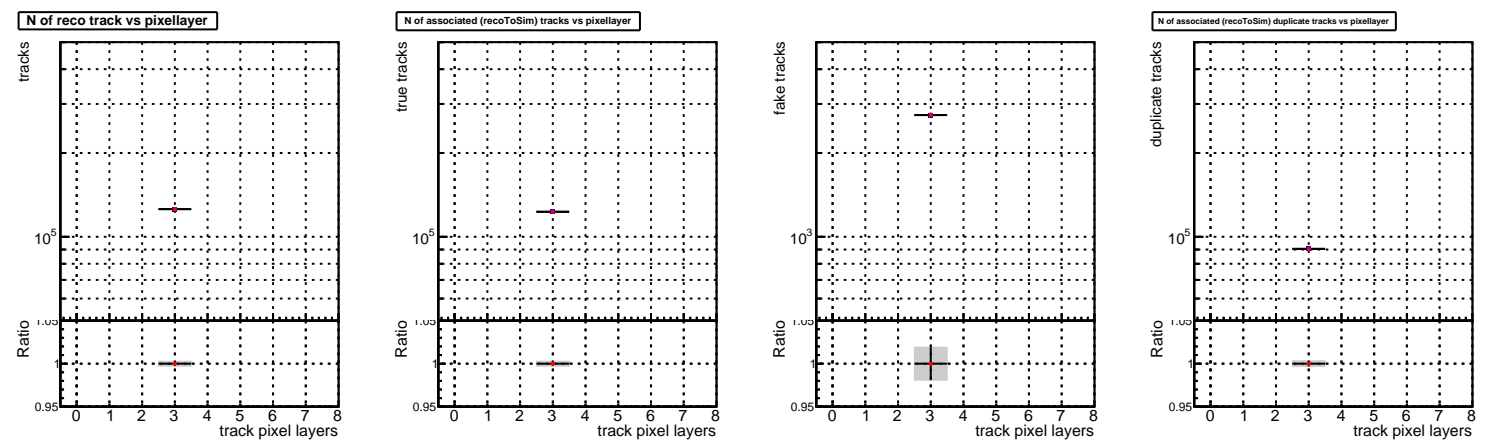 N of reco track vs pixellayer
tracks
10^5
1.05
Ratio
1
0.95
0 1 2 3 4 5 6 7 8
track pixel layers
N of associated (recoToSim) tracks vs pixellayer
true tracks
10^5
1.05
Ratio
1
0.95
0 1 2 3 4 5 6 7 8
track pixel layers
fake tracks
10^3
1.05
Ratio
1
0.95
0 1 2 3 4 5 6 7 8
track pixel layers
N of associated (recoToSim) duplicate tracks vs pixellayer
duplicate tracks
10^5
1.05
Ratio
1
0.95
0 1 2 3 4 5 6 7 8
track pixel layers